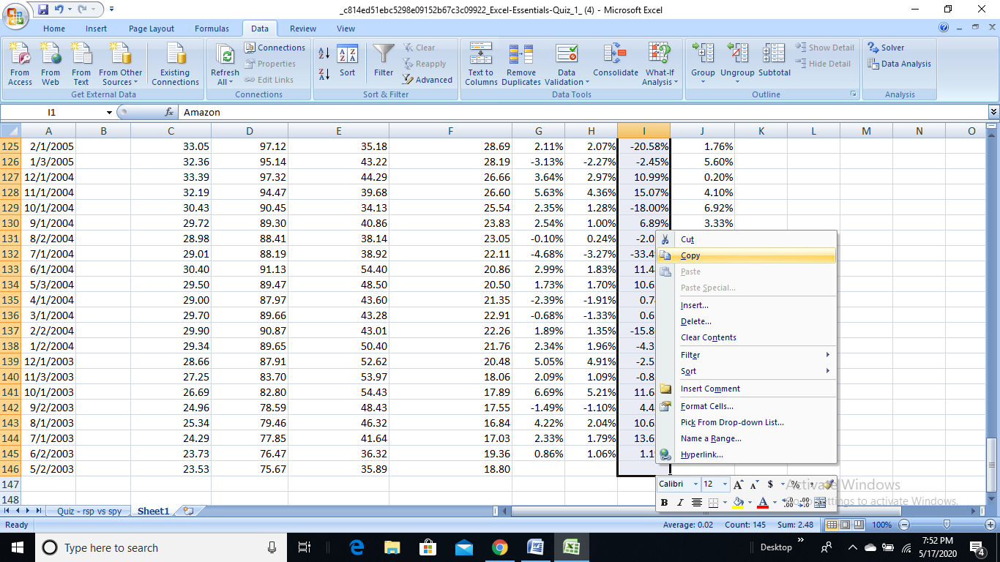 _c814ed51ebc5298e09152b67c3c09922_Excel-Essentials-Quiz_1_ (4) - Microsoft Excel
Home Insert Page Layout Formulas Data Review View
From Access From Web From Text From Other Sources Existing Connections Refresh All Connections Properties Edit Links Sort Filter Clear Reapply Advanced Text to Columns Remove Duplicates Data Validation Consolidate What-If Analysis Group Ungroup Subtotal Show Detail Hide Detail Solver Data Analysis
Get External Data Connections Sort & Filter Data Tools Outline Analysis
I1 fx Amazon
A B C D E F G H I J K L M N O
125 2/1/2005 33.05 97.12 35.18 28.69 2.11% 2.07% -20.58% 1.76%
126 1/3/2005 32.36 95.14 43.22 28.19 -3.13% -2.27% -2.45% 5.60%
127 12/1/2004 33.39 97.32 44.29 26.66 3.64% 2.97% 10.99% 0.20%
128 11/1/2004 32.19 94.47 39.68 26.60 5.63% 4.36% 15.07% 4.10%
129 10/1/2004 30.43 90.45 34.13 25.54 2.35% 1.28% -18.00% 6.92%
130 9/1/2004 29.72 89.30 40.86 23.83 2.54% 1.00% 6.89% 3.33%
131 8/2/2004 28.98 88.41 38.14 23.05 -0.10% 0.24% -2.0
132 7/1/2004 29.01 88.19 38.92 22.11 -4.68% -3.27% -33.4
133 6/1/2004 30.40 91.13 54.40 20.86 2.99% 1.83% 11.4
134 5/3/2004 29.50 89.47 48.50 20.50 1.73% 1.70% 10.6
135 4/1/2004 29.00 87.97 43.60 21.35 -2.39% -1.91% 0.7
136 3/1/2004 29.70 89.66 43.28 22.91 -0.68% -1.33% 0.6
137 2/2/2004 29.90 90.87 43.01 22.26 1.89% 1.35% -15.8
138 1/2/2004 29.34 89.65 50.40 21.76 2.34% 1.96% -4.3
139 12/1/2003 28.66 87.91 52.62 20.48 5.05% 4.91% -2.5
140 11/3/2003 27.25 83.70 53.97 18.06 2.09% 1.09% -0.8
141 10/1/2003 26.69 82.80 54.43 17.89 6.69% 5.21% 11.6
142 9/2/2003 24.96 78.59 48.43 17.55 -1.49% -1.10% 4.4
143 8/1/2003 25.34 79.46 46.32 16.84 4.22% 2.04% 10.6
144 7/1/2003 24.29 77.85 41.64 17.03 2.33% 1.79% 13.6
145 6/2/2003 23.73 76.47 36.32 19.36 0.86% 1.06% 1.1
146 5/2/2003 23.53 75.67 35.89 18.80
147
148
Cut
Copy
Paste
Paste Special...
Insert...
Delete...
Clear Contents
Filter
Sort
Insert Comment
Format Cells...
Pick From Drop-down List...
Name a Range...
Hyperlink...
Calibri 12 A A $ % ,
B I A .00 .00
Activate Windows
ttings to activate Windows.
Quiz - rsp vs spy Sheet1
Ready Average: 0.02 Count: 145 Sum: 2.48 100%
Type here to search Desktop 7:52 PM
5/17/2020 4